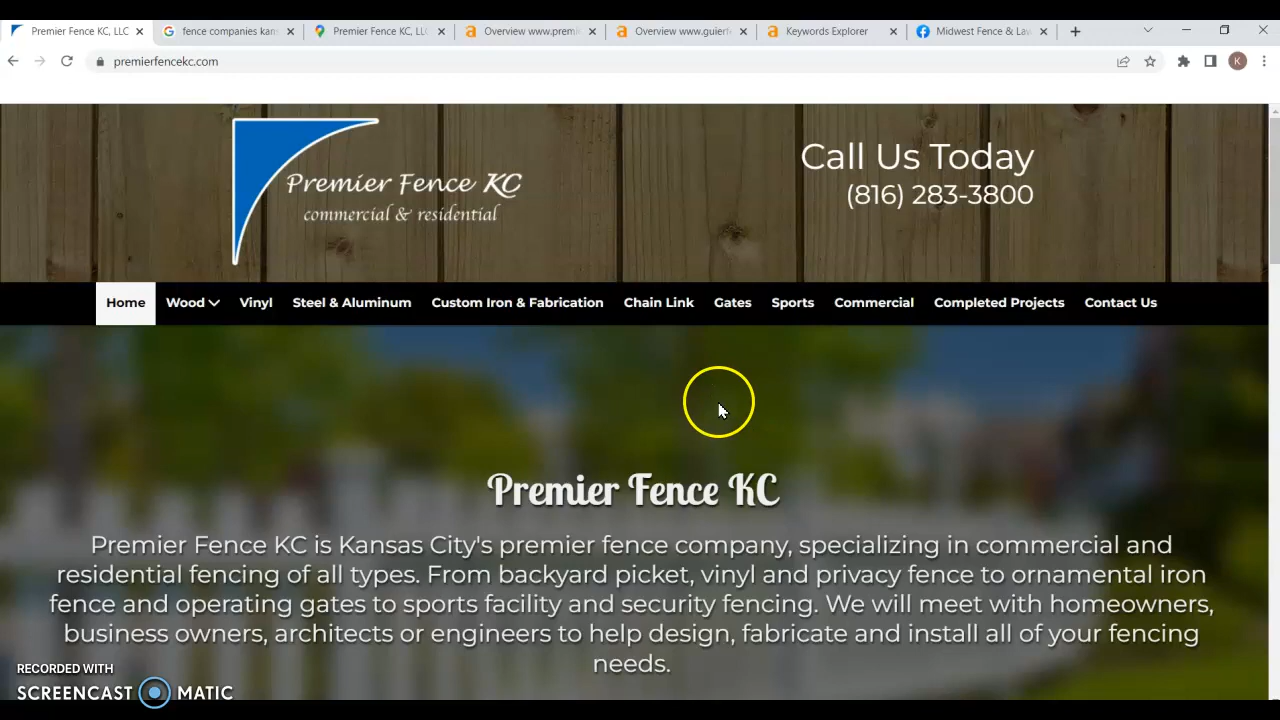 Premier Fence KC, LLC
fence companies kan
Premier Fence KC, LLC
Overview www.premi
Overview www.guierf
Keywords Explorer
Midwest Fence & Law
premierfencekc.com
K
Premier Fence KC
commercial & residential
Call Us Today
(816) 283-3800
Home Wood Vinyl Steel & Aluminum Custom Iron & Fabrication Chain Link Gates Sports Commercial Completed Projects Contact Us
Premier Fence KC
Premier Fence KC is Kansas City's premier fence company, specializing in commercial and
residential fencing of all types. From backyard picket, vinyl and privacy fence to ornamental iron
fence and operating gates to sports facility and security fencing. We will meet with homeowners,
business owners, architects or engineers to help design, fabricate and install all of your fencing
needs.
RECORDED WITH
SCREENCAST MATIC